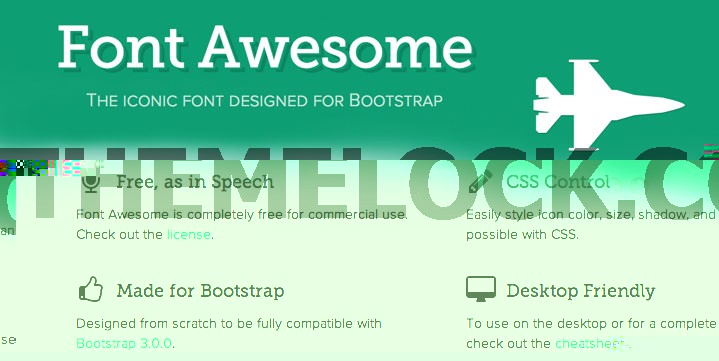 Font Awesome
The iconic font designed for Bootstrap
THEMELOCK.CO
Free, as in Speech
CSS Control
Font Awesome is completely free for commercial use.
Easily style icon color, size, shadow, and
an
Check out the license.
possible with CSS.
Made for Bootstrap
Desktop Friendly
Designed from scratch to be fully compatible with
To use on the desktop or for a complete
se
Bootstrap 3.0.0.
check out the cheatsheet.